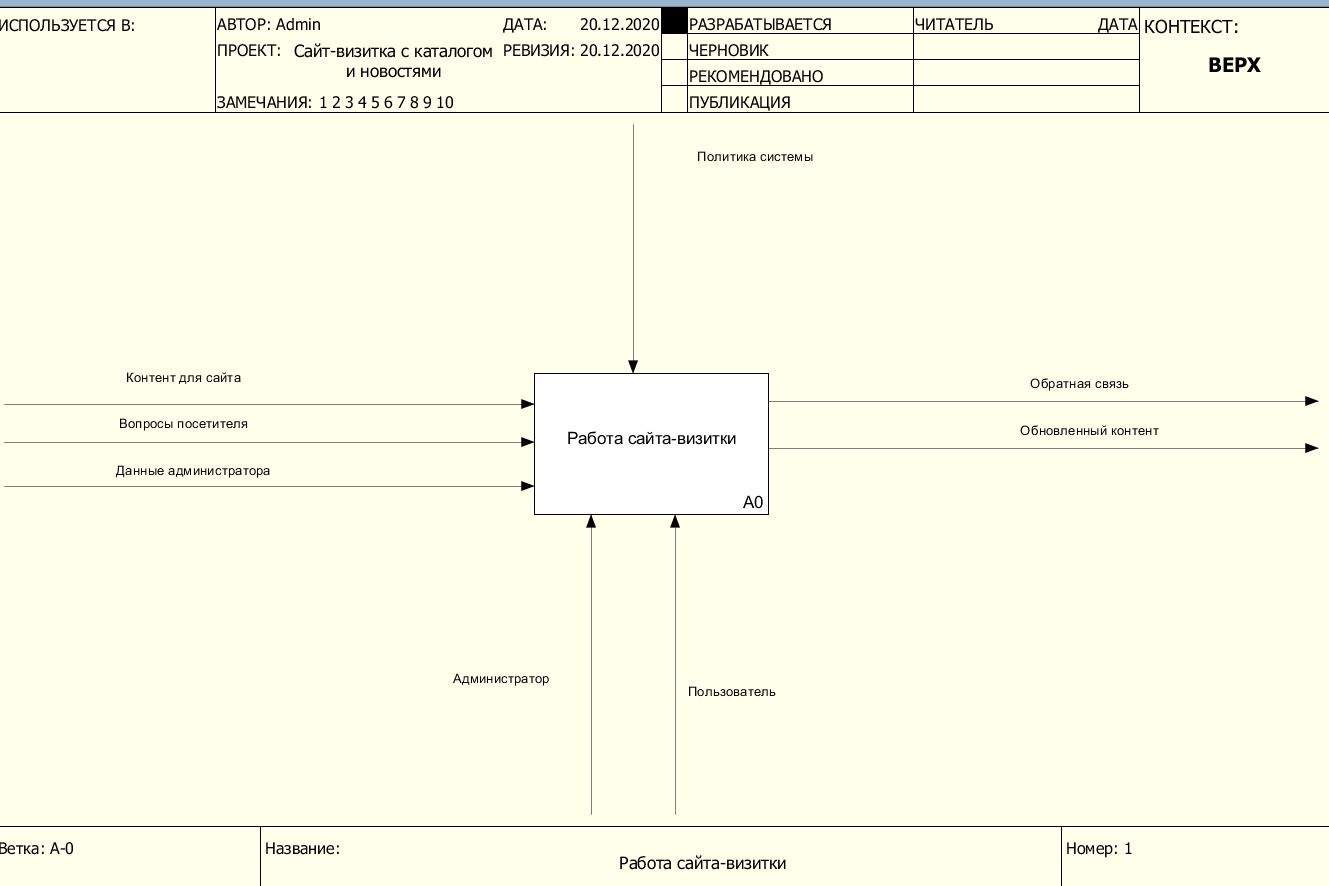 ИСПОЛЬЗУЕТСЯ В:
АВТОР: Admin
ДАТА: 20.12.2020
ПРОЕКТ: Сайт-визитка с каталогом и новостями
РЕВИЗИЯ: 20.12.2020
ЗАМЕЧАНИЯ: 1 2 3 4 5 6 7 8 9 10
РАЗРАБАТЫВАЕТСЯ
ЧЕРНОВИК
РЕКОМЕНДОВАНО
ПУБЛИКАЦИЯ
ЧИТАТЕЛЬ
ДАТА
КОНТЕКСТ:
ВЕРХ
Политика системы
Контент для сайта
Вопросы посетителя
Данные администратора
Работа сайта-визитки
A0
Обратная связь
Обновленный контент
Администратор
Пользователь
Ветка: A-0
Название:
Работа сайта-визитки
Номер: 1